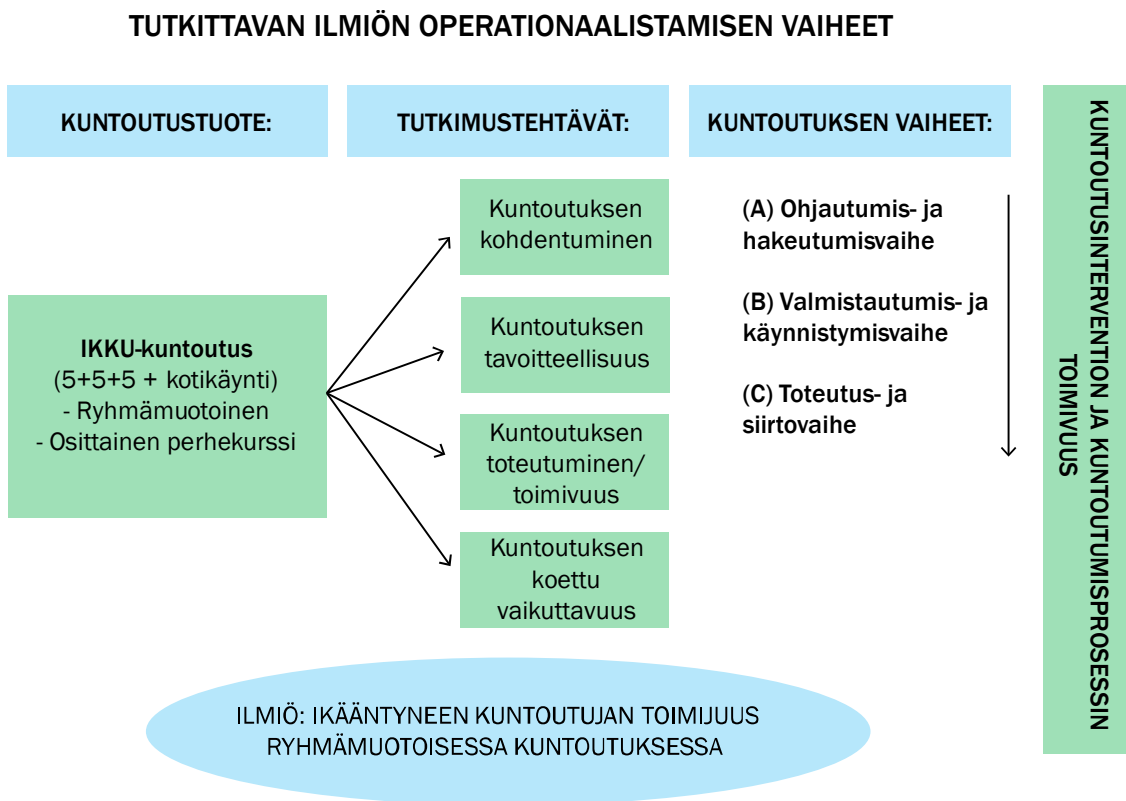 TUTKITTAVAN ILMIÖN OPERATIONAALISTAMISEN VAIHEET
KUNTOUTUSTUOTE:
TUTKIMUSTEHTÄVÄT:
KUNTOUTUKSEN VAIHEET:
IKKU-kuntoutus
(5+5+5 + kotikäynti)
- Ryhmämuotoinen
- Osittainen perhekurssi
Kuntoutuksen
kohdentuminen
Kuntoutuksen
tavoitteellisuus
Kuntoutuksen
toteutuminen/
toimivuus
Kuntoutuksen
koettu
vaikuttavuus
(A) Ohjautumis- ja
hakeutumisvaihe
(B) Valmistautumis- ja
käynnistymisvaihe
(C) Toteutus- ja
siirtovaihe
KUNTOUTUSINTERVENTION JA KUNTOUTUMISPROSESSIN
TOIMIVUUS
ILMIÖ: IKÄÄNTYNEEN KUNTOUTUJAN TOIMIJUUS
RYHMÄMUOTOISESSA KUNTOUTUKSESSA